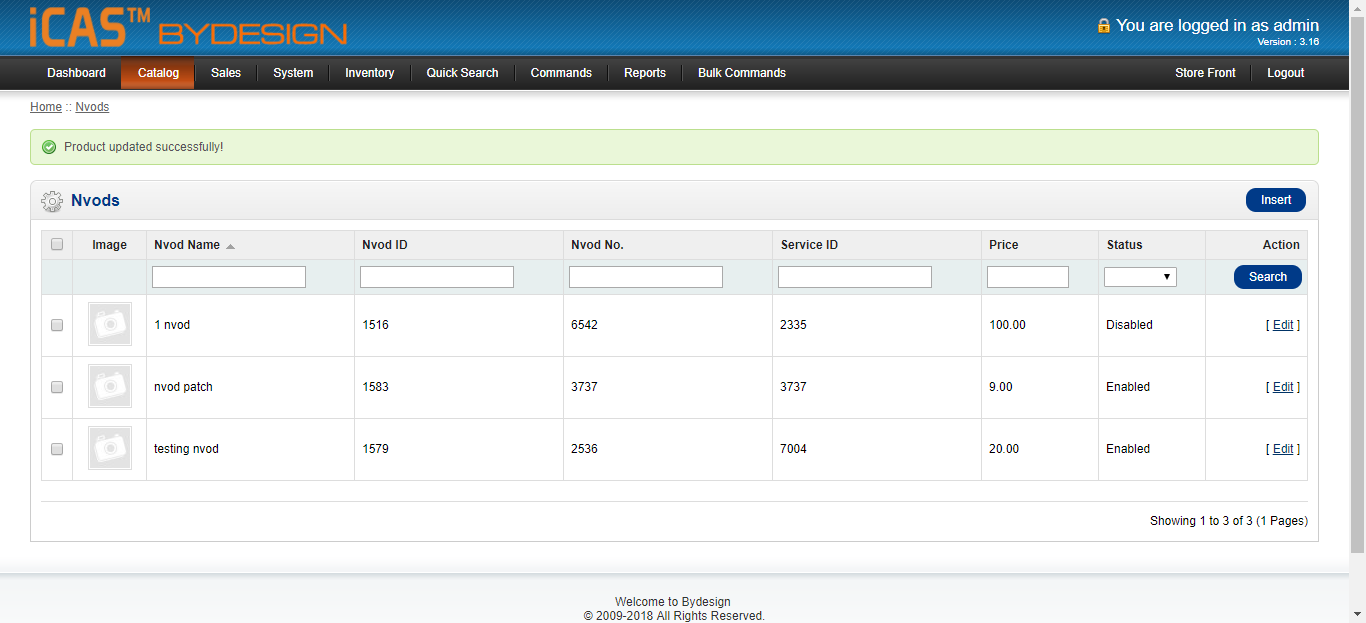 iCAS™ BYDESIGN
You are logged in as admin
Version : 3.16
Dashboard Catalog Sales System Inventory Quick Search Commands Reports Bulk Commands Store Front Logout
Home :: Nvods
Product updated successfully!
Nvods Insert
Image Nvod Name Nvod ID Nvod No. Service ID Price Status Action
Search
1 nvod 1516 6542 2335 100.00 Disabled [ Edit ]
nvod patch 1583 3737 3737 9.00 Enabled [ Edit ]
testing nvod 1579 2536 7004 20.00 Enabled [ Edit ]
Showing 1 to 3 of 3 (1 Pages)
Welcome to Bydesign
© 2009-2018 All Rights Reserved.